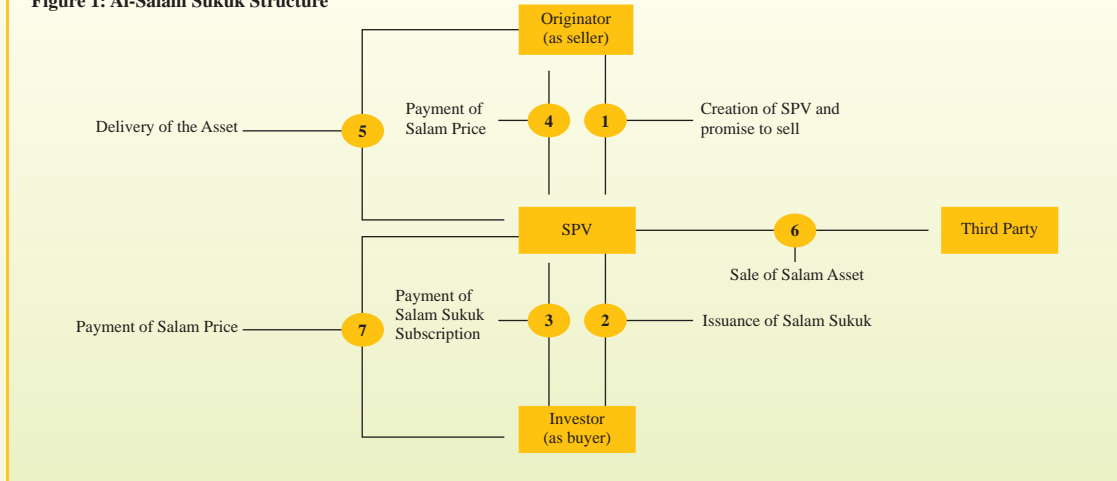 Figure 1: Al-Salam Sukuk Structure
Originator
(as seller)
5
Delivery of the Asset
Payment of
Salam Price
4
1
Creation of SPV and
promise to sell
SPV
6
Third Party
Sale of Salam Asset
Payment of Salam Price
7
Payment of
Salam Sukuk
Subscription
3
2
Issuance of Salam Sukuk
Investor
(as buyer)